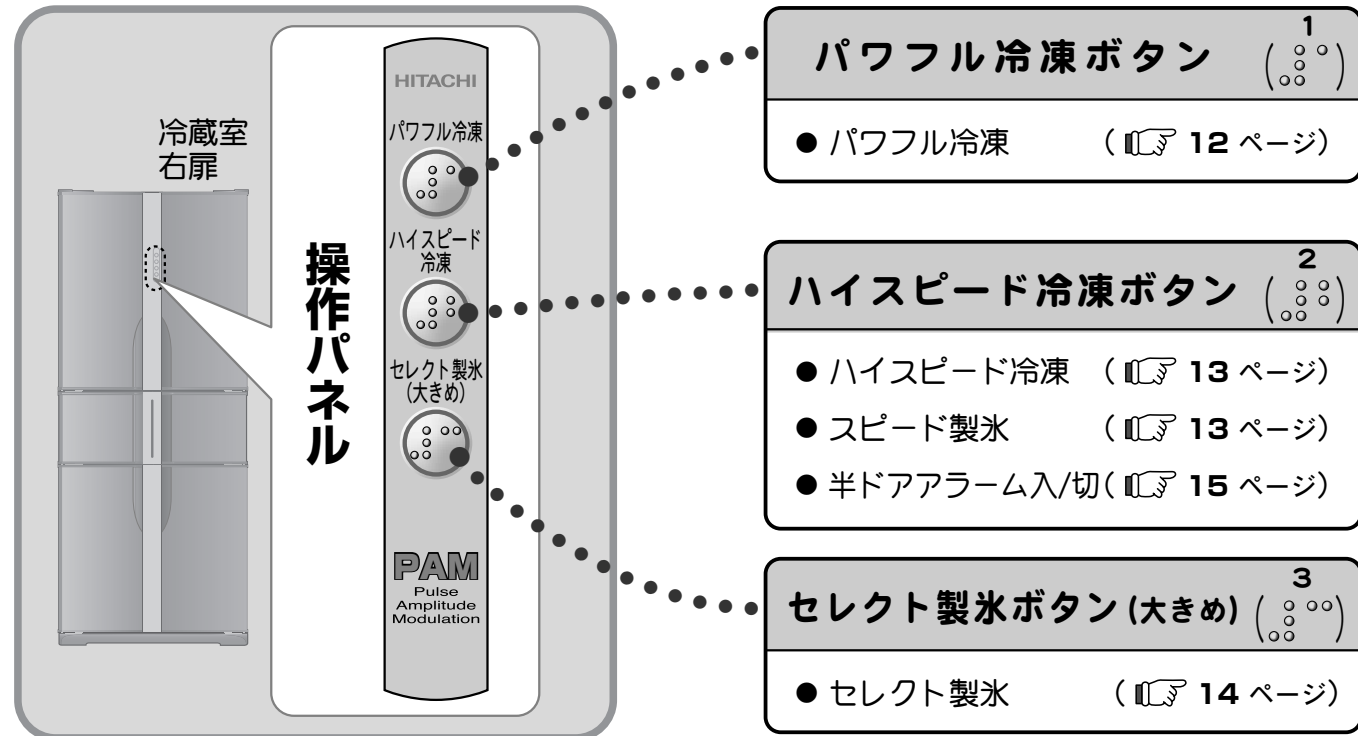 冷蔵室
右扉
操作パネル
HITACHI
パワフル冷凍
ハイスピード
冷凍
セレクト製氷
(大きめ)
PAM
Pulse
Amplitude
Modulation
パワフル冷凍ボタン ( 1 )
● パワフル冷凍 ( 12 ページ)
ハイスピード冷凍ボタン ( 2 )
● ハイスピード冷凍 ( 13 ページ)
● スピード製氷 ( 13 ページ)
● 半ドアアラーム入/切( 15 ページ)
セレクト製氷ボタン(大きめ) ( 3 )
● セレクト製氷 ( 14 ページ)